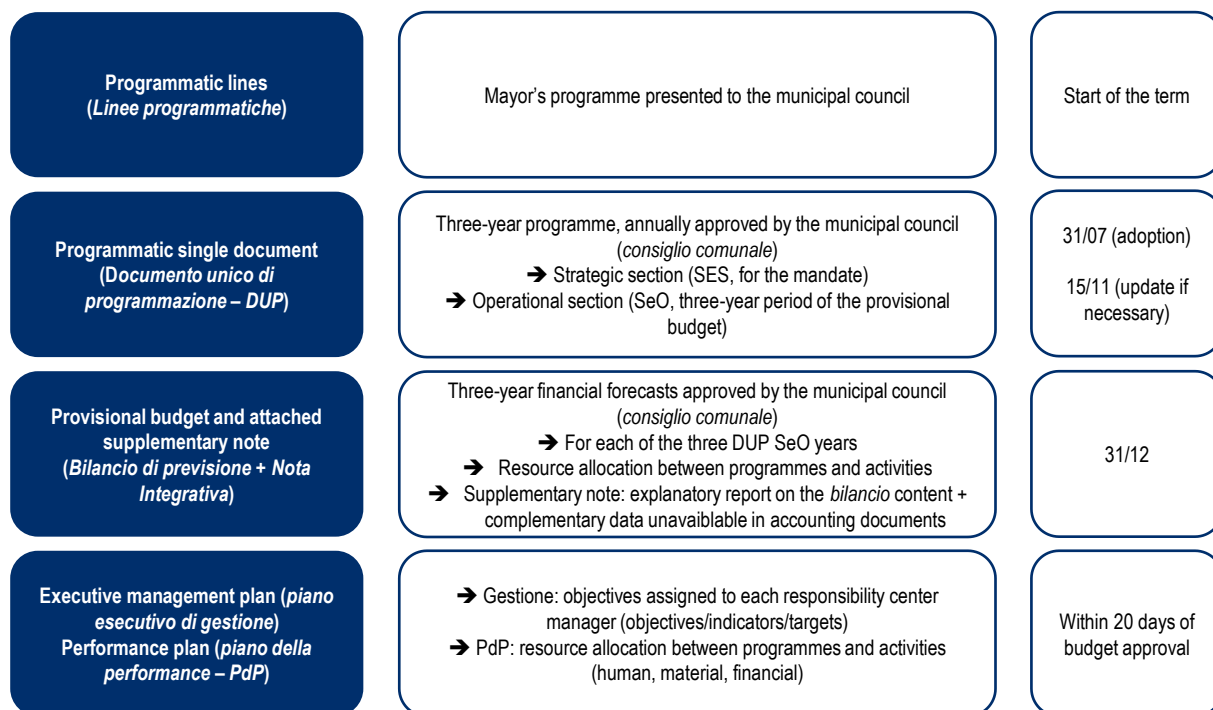 Programmatic lines
(Linee programmatiche)
Mayor's programme presented to the municipal council
Start of the term
Programmatic single document
(Documento unico di
programmazione – DUP)
Three-year programme, annually approved by the municipal council
(consiglio comunale)
➔ Strategic section (SES, for the mandate)
➔ Operational section (SeO, three-year period of the provisional
budget)
31/07 (adoption)
15/11 (update if
necessary)
Provisional budget and attached
supplementary note
(Bilancio di previsione + Nota
Integrativa)
Three-year financial forecasts approved by the municipal council
(consiglio comunale)
➔ For each of the three DUP SeO years
➔ Resource allocation between programmes and activities
➔ Supplementary note: explanatory report on the bilancio content +
complementary data unavaiblable in accounting documents
31/12
Executive management plan (piano
esecutivo di gestione)
Performance plan (piano della
performance – PdP)
➔ Gestione: objectives assigned to each responsibility center
manager (objectives/indicators/targets)
➔ PdP: resource allocation between programmes and activities
(human, material, financial)
Within 20 days of
budget approval